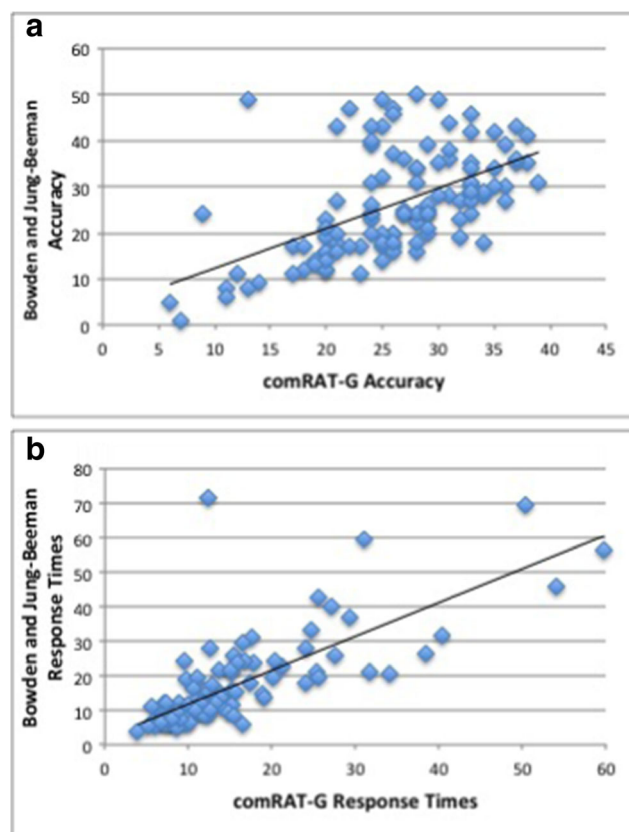 a
Bowden and Jung-Beeman
Accuracy
60
50
40
30
20
10
0
0 5 10 15 20 25 30 35 40 45
comRAT-G Accuracy
b
Bowden and Jung-Beeman
Response Times
80
70
60
50
40
30
20
10
0
0 10 20 30 40 50 60
comRAT-G Response Times